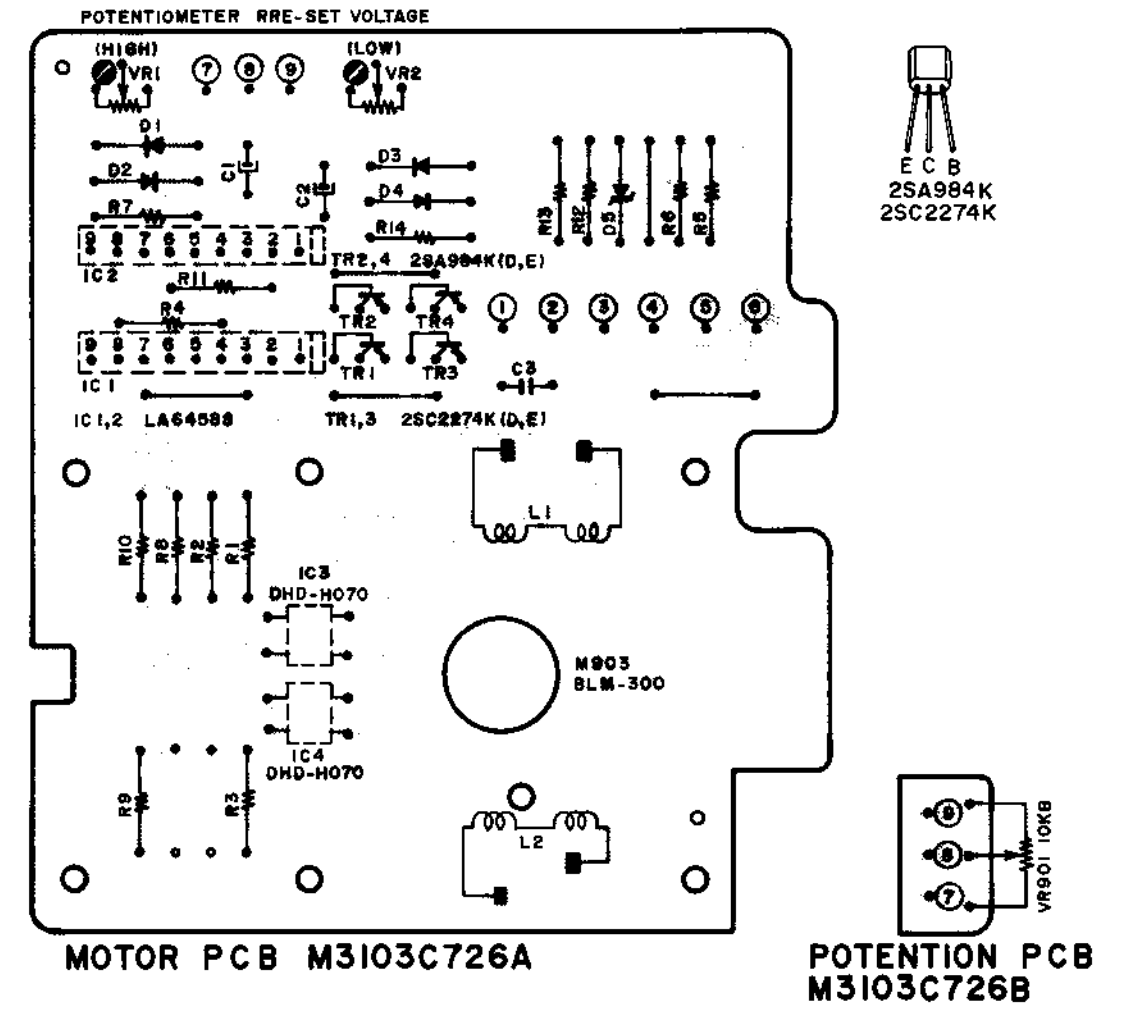 POTENTIOMETER RRE-SET VOLTAGE
(HIGH)
VR1
7 8 9
(LOW)
VR2
D1
D2
R7
C1
C2
D3
D4
R14
R13
R12
D5
R6
R5
E C B
2SA984K
2SC2274K
9 8 7 6 5 4 3 2 1
IC2
TR2,4 2SA984K(D,E)
R11
TR2
TR4
1 2 3 4 5 6
R4
9 8 7 6 5 4 3 2 1
IC1
TR1
TR3
C3
IC1,2 LA6458S
TR1,3 2SC2274K(D,E)
L1
R10
R8
R2
R1
IC3
DHD-H070
M903
BLM-300
IC4
DHD-H070
R9
R3
L2
9
8
7
VR901 10KB
MOTOR PCB M3103C726A
POTENTION PCB
M3103C726B